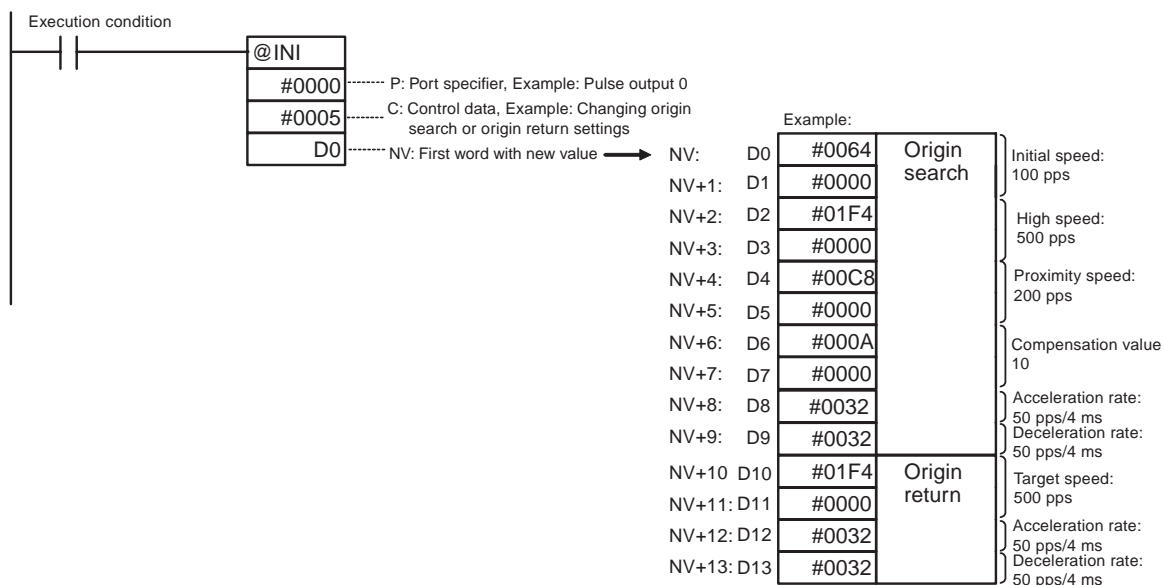 Execution condition
@INI
#0000
P: Port specifier, Example: Pulse output 0
#0005
C: Control data, Example: Changing origin
search or origin return settings
D0
NV: First word with new value
Example:
NV: D0 #0064 Origin search Initial speed:
100 pps
NV+1: D1 #0000
NV+2: D2 #01F4 High speed:
500 pps
NV+3: D3 #0000
NV+4: D4 #00C8 Proximity speed:
200 pps
NV+5: D5 #0000
NV+6: D6 #000A Compensation value
10
NV+7: D7 #0000
NV+8: D8 #0032 Acceleration rate:
50 pps/4 ms
NV+9: D9 #0032 Deceleration rate:
50 pps/4 ms
NV+10 D10 #01F4 Origin return Target speed:
500 pps
NV+11: D11 #0000
NV+12: D12 #0032 Acceleration rate:
50 pps/4 ms
NV+13: D13 #0032 Deceleration rate:
50 pps/4 ms